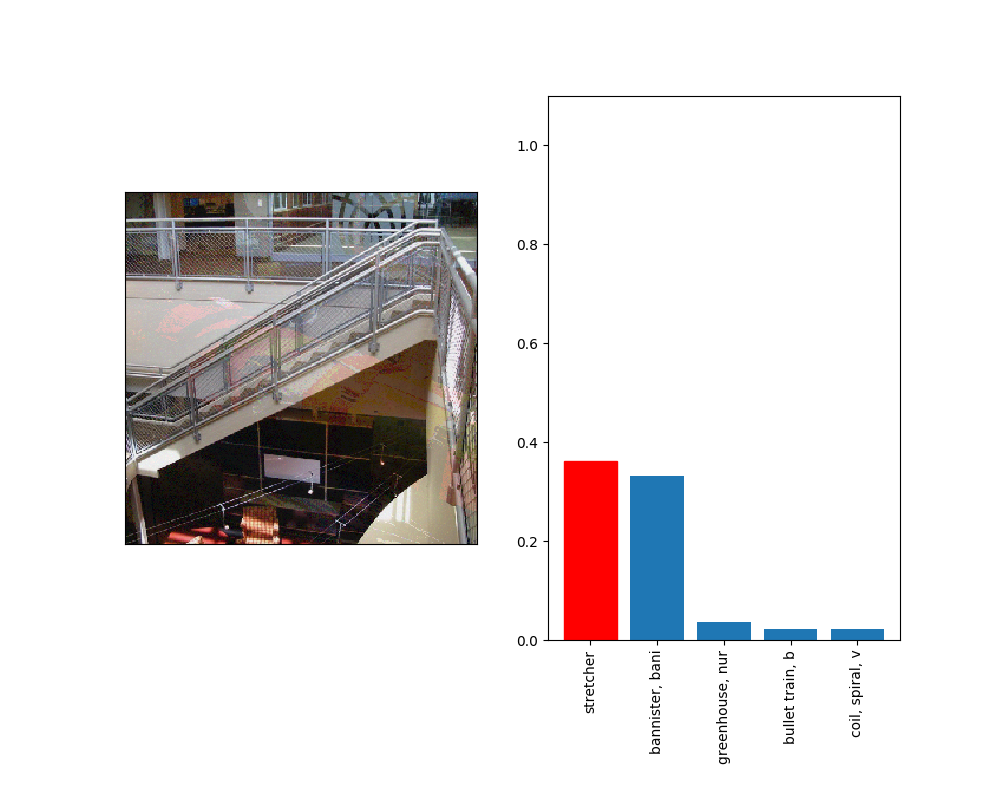 1.0
0.8
0.6
0.4
0.2
0.0
stretcher
bannister, bani
greenhouse, nur
bullet train, b
coil, spiral, v